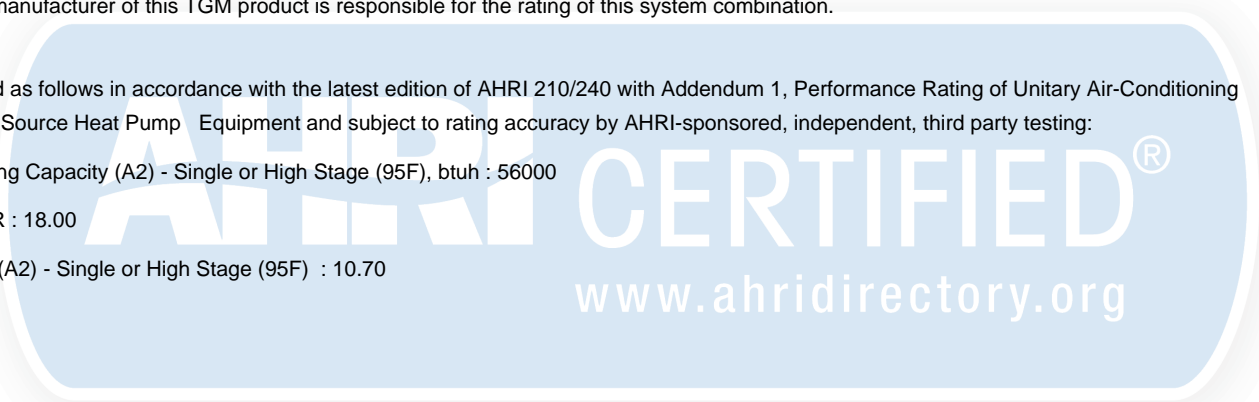 manufacturer of this TGM product is responsible for the rating of this system combination.
as follows in accordance with the latest edition of AHRI 210/240 with Addendum 1, Performance Rating of Unitary Air-Conditioning
Source Heat Pump Equipment and subject to rating accuracy by AHRI-sponsored, independent, third party testing:
Capacity (A2) - Single or High Stage (95F), btuh : 56000
: 18.00
(A2) - Single or High Stage (95F) : 10.70
AHRI CERTIFIED®
www.ahridirectory.org